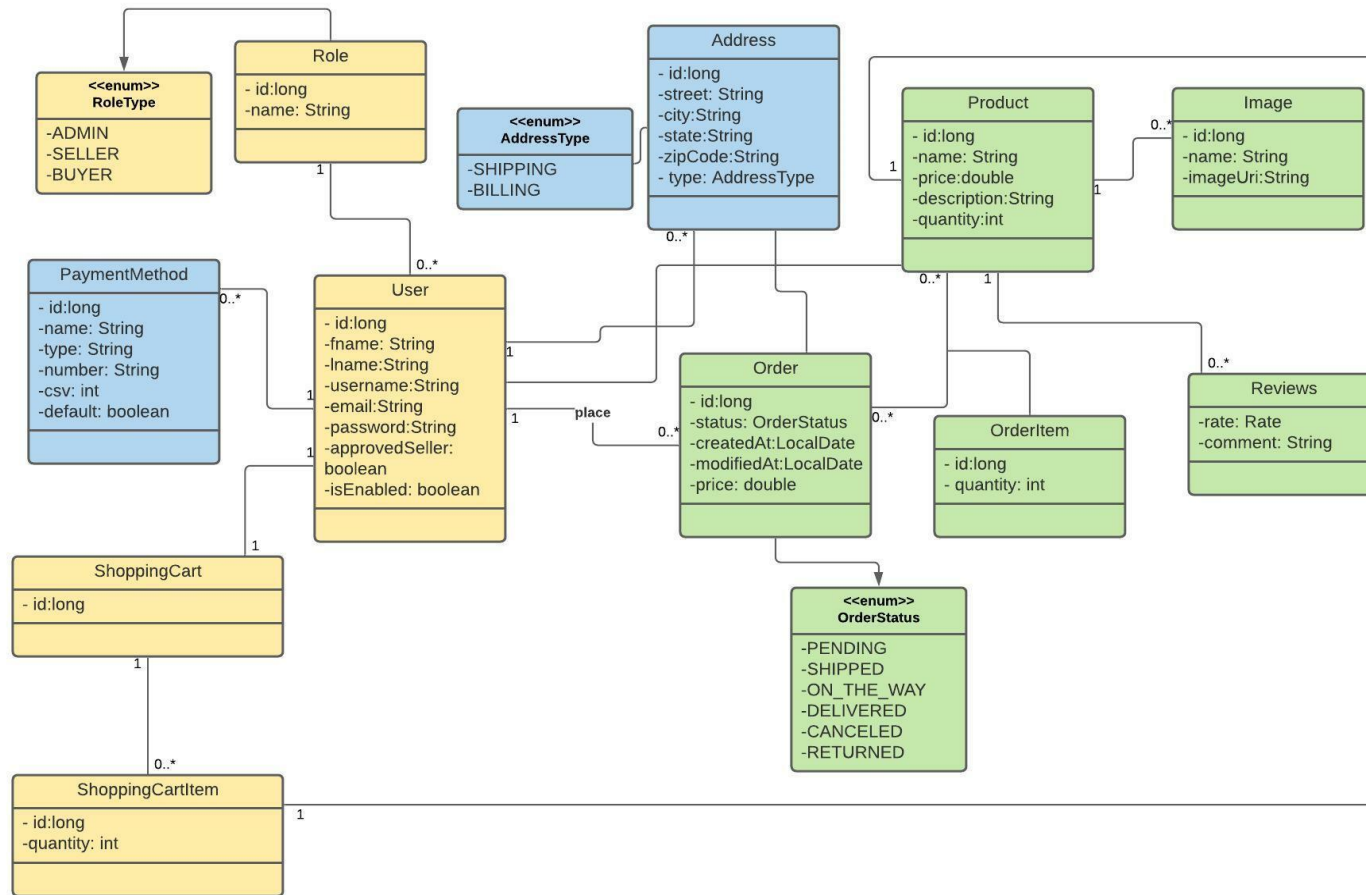 Role
- id:long
-name: String
1
<<enum>>
RoleType
-ADMIN
-SELLER
-BUYER
<<enum>>
AddressType
-SHIPPING
-BILLING
Address
- id:long
-street: String
-city:String
-state:String
-zipCode:String
- type: AddressType
0..*
Product
- id:long
-name: String
-price:double
-description:String
-quantity:int
1
1
0..*
1
Image
- id:long
-name: String
-imageUri:String
0..*
PaymentMethod
- id:long
-name: String
-type: String
-number: String
-csv: int
-default: boolean
0..*
0..*
User
- id:long
-fname: String
-lname:String
-username:String
-email:String
-password:String
-approvedSeller:
boolean
-isEnabled: boolean
1
1
1
1
place
0..*
Order
- id:long
-status: OrderStatus
-createdAt:LocalDate
-modifiedAt:LocalDate
-price: double
0..*
OrderItem
- id:long
- quantity: int
0..*
Reviews
-rate: Rate
-comment: String
1
ShoppingCart
- id:long
1
<<enum>>
OrderStatus
-PENDING
-SHIPPED
-ON_THE_WAY
-DELIVERED
-CANCELED
-RETURNED
0..*
ShoppingCartItem
- id:long
-quantity: int
1